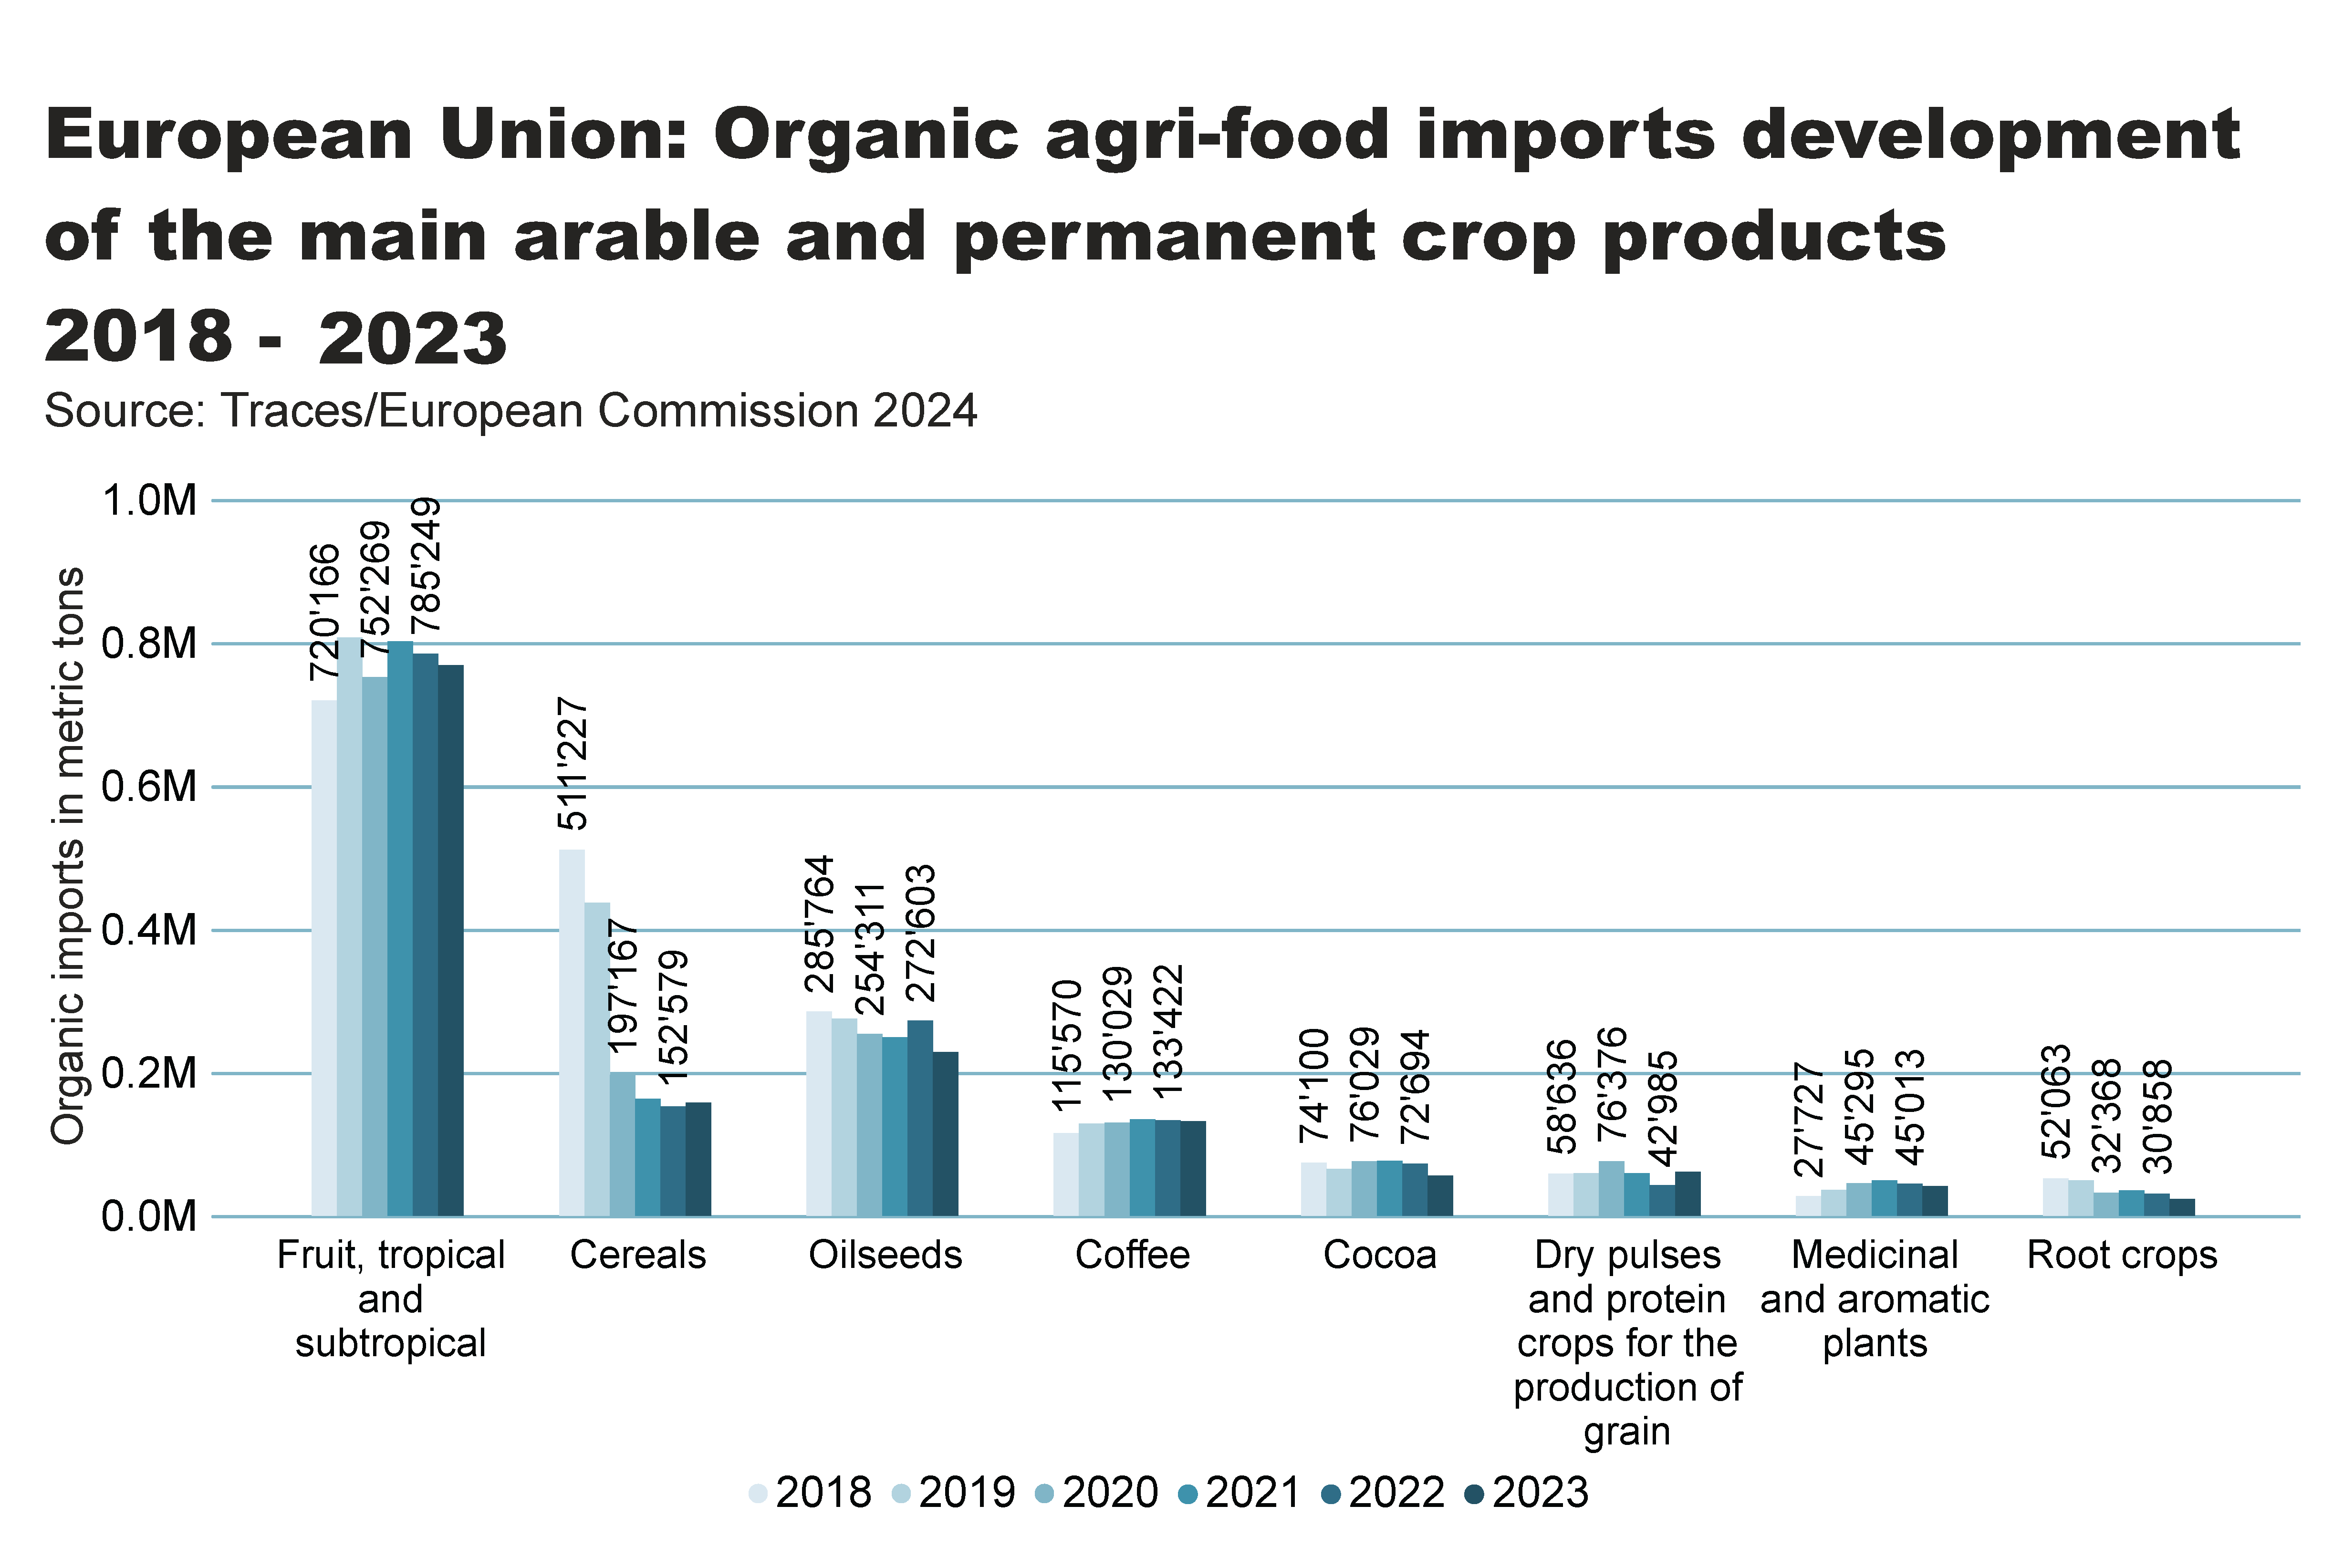 European Union: Organic agri-food imports development
of the main arable and permanent crop products
2018 - 2023
Source: Traces/European Commission 2024
Organic imports in metric tons
1.0M
0.8M
0.6M
0.4M
0.2M
0.0M
720'166
752'269
785'249
511'227
197'167
152'579
285'764
254'311
272'603
115'570
130'029
133'422
74'100
76'029
72'694
58'636
76'376
42'985
27'727
45'295
45'013
52'063
32'368
30'858
Fruit, tropical
and
subtropical
Cereals
Oilseeds
Coffee
Cocoa
Dry pulses
and protein
crops for the
production of
grain
Medicinal
and aromatic
plants
Root crops
2018 2019 2020 2021 2022 2023